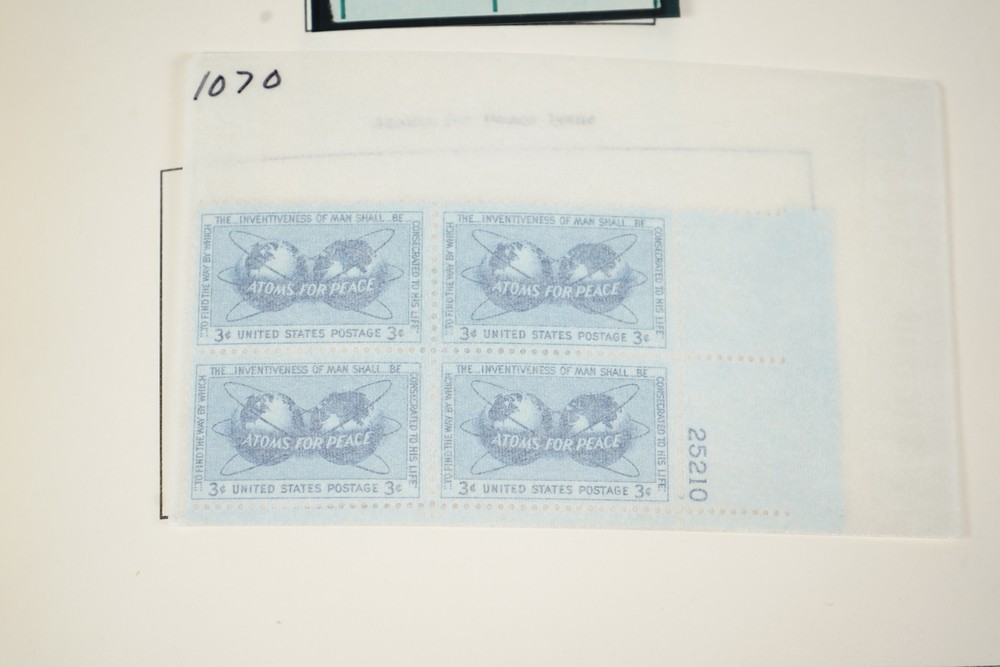 1070
Atoms for Peace Issue
THE INVENTIVENESS OF MAN SHALL BE
CONSECRATED TO HIS LIFE
...TO FIND THE WAY BY WHICH
ATOMS FOR PEACE
3¢ UNITED STATES POSTAGE 3¢
THE INVENTIVENESS OF MAN SHALL BE
CONSECRATED TO HIS LIFE
...TO FIND THE WAY BY WHICH
ATOMS FOR PEACE
3¢ UNITED STATES POSTAGE 3¢
THE INVENTIVENESS OF MAN SHALL BE
CONSECRATED TO HIS LIFE
...TO FIND THE WAY BY WHICH
ATOMS FOR PEACE
3¢ UNITED STATES POSTAGE 3¢
THE INVENTIVENESS OF MAN SHALL BE
CONSECRATED TO HIS LIFE
...TO FIND THE WAY BY WHICH
ATOMS FOR PEACE
3¢ UNITED STATES POSTAGE 3¢
25210